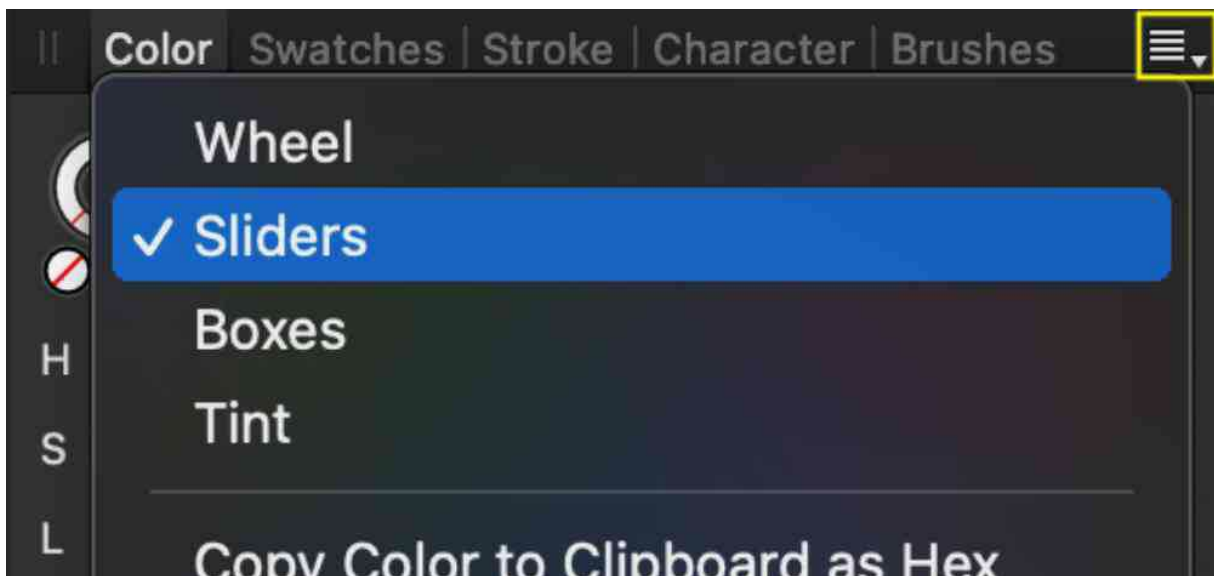 Color Swatches | Stroke | Character | Brushes
Wheel
✓ Sliders
Boxes
H
Tint
S
L
Copy Color to Clipboard as Hex